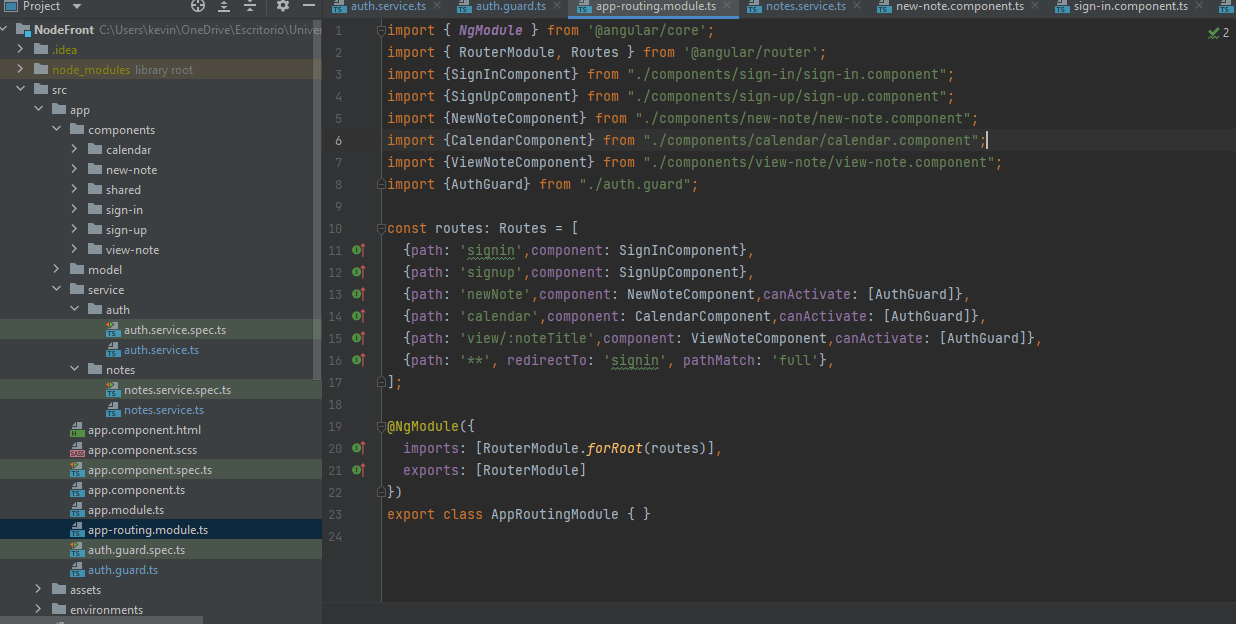 Project
auth.service.ts
auth.guard.ts
app-routing.module.ts
notes.service.ts
new-note.component.ts
sign-in.component.ts
NodeFront C:\Users\kevin\OneDrive\Escritorio\Univer
.idea
node_modules library root
src
app
components
calendar
new-note
shared
sign-in
sign-up
view-note
model
service
auth
auth.service.spec.ts
auth.service.ts
notes
notes.service.spec.ts
notes.service.ts
app.component.html
app.component.scss
app.component.spec.ts
app.component.ts
app.module.ts
app-routing.module.ts
auth.guard.spec.ts
auth.guard.ts
assets
environments
2
1 import { NgModule } from '@angular/core';
2 import { RouterModule, Routes } from '@angular/router';
3 import {SignInComponent} from "./components/sign-in/sign-in.component";
4 import {SignUpComponent} from "./components/sign-up/sign-up.component";
5 import {NewNoteComponent} from "./components/new-note/new-note.component";
6 import {CalendarComponent} from "./components/calendar/calendar.component";
7 import {ViewNoteComponent} from "./components/view-note/view-note.component";
8 import {AuthGuard} from "./auth.guard";
9
10 const routes: Routes = [
11 {path: 'signin',component: SignInComponent},
12 {path: 'signup',component: SignUpComponent},
13 {path: 'newNote',component: NewNoteComponent,canActivate: [AuthGuard]},
14 {path: 'calendar',component: CalendarComponent,canActivate: [AuthGuard]},
15 {path: 'view/:noteTitle',component: ViewNoteComponent,canActivate: [AuthGuard]},
16 {path: '**', redirectTo: 'signin', pathMatch: 'full'},
17 ];
18
19 @NgModule({
20 imports: [RouterModule.forRoot(routes)],
21 exports: [RouterModule]
22 })
23 export class AppRoutingModule { }
24